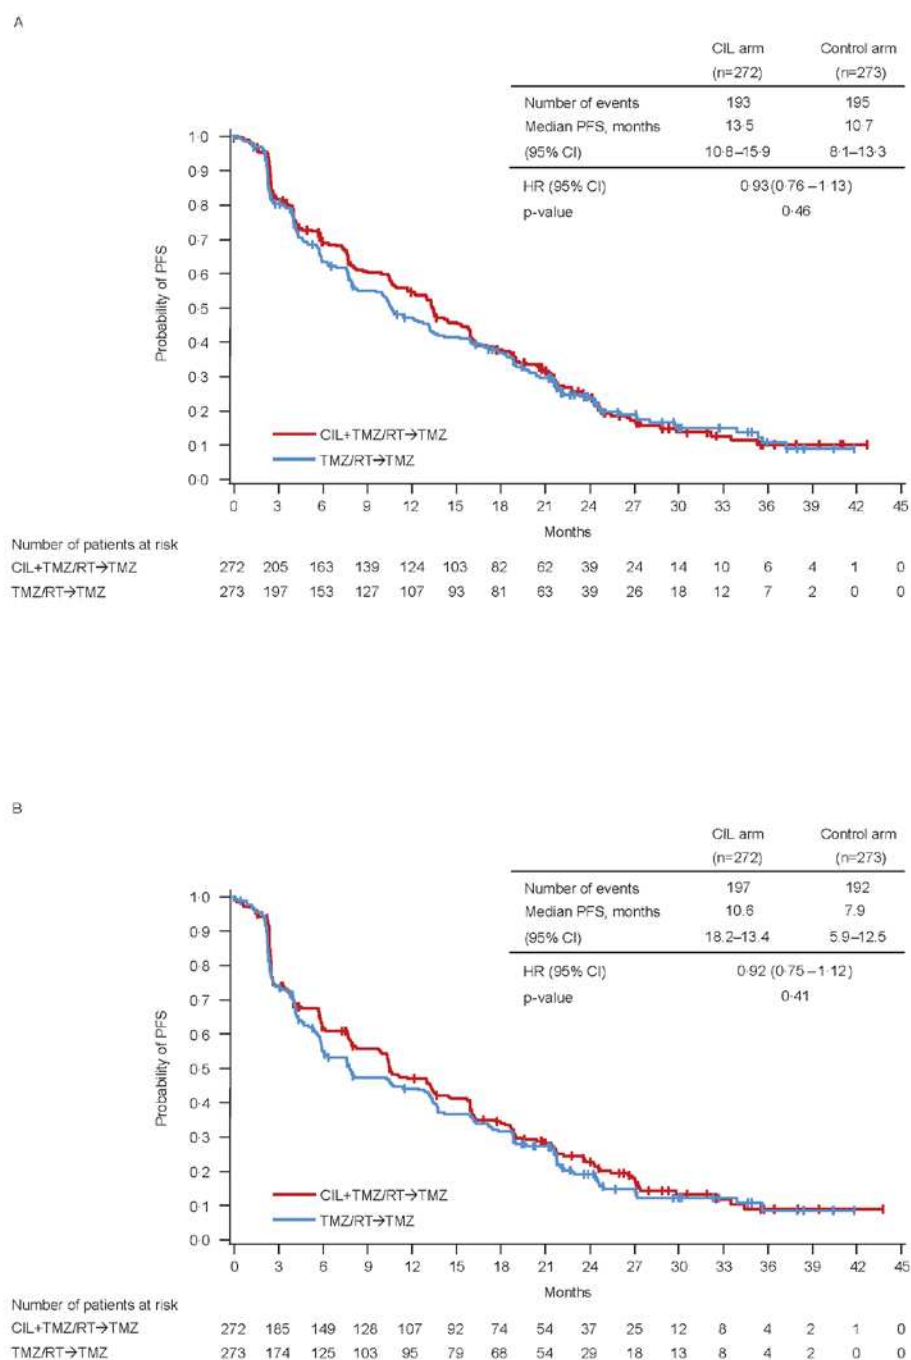 A
CIL arm Control arm
(n=272) (n=273)
Number of events 193 195
Median PFS, months 13·5 10·7
(95% CI) 10·8–15·9 8·1–13·3
HR (95% CI) 0·93 (0·76–1·13)
p-value 0·46
Probability of PFS
1·0
0·9
0·8
0·7
0·6
0·5
0·4
0·3
0·2
0·1
0·0
CIL+TMZ/RT→TMZ
TMZ/RT→TMZ
0 3 6 9 12 15 18 21 24 27 30 33 36 39 42 45
Months
Number of patients at risk
CIL+TMZ/RT→TMZ 272 205 163 139 124 103 82 62 39 24 14 10 6 4 1 0
TMZ/RT→TMZ 273 197 153 127 107 93 81 63 39 26 18 12 7 2 0 0
B
CIL arm Control arm
(n=272) (n=273)
Number of events 197 192
Median PFS, months 10.6 7.9
(95% CI) 18.2–13.4 5.9–12.5
HR (95% CI) 0·92 (0·75–1·12)
p-value 0·41
Probability of PFS
1·0
0·9
0·8
0·7
0·6
0·5
0·4
0·3
0·2
0·1
0·0
CIL+TMZ/RT→TMZ
TMZ/RT→TMZ
0 3 6 9 12 15 18 21 24 27 30 33 36 39 42 45
Months
Number of patients at risk
CIL+TMZ/RT→TMZ 272 185 149 128 107 92 74 54 37 25 12 8 4 2 1 0
TMZ/RT→TMZ 273 174 125 103 95 79 68 54 29 18 13 8 4 2 0 0